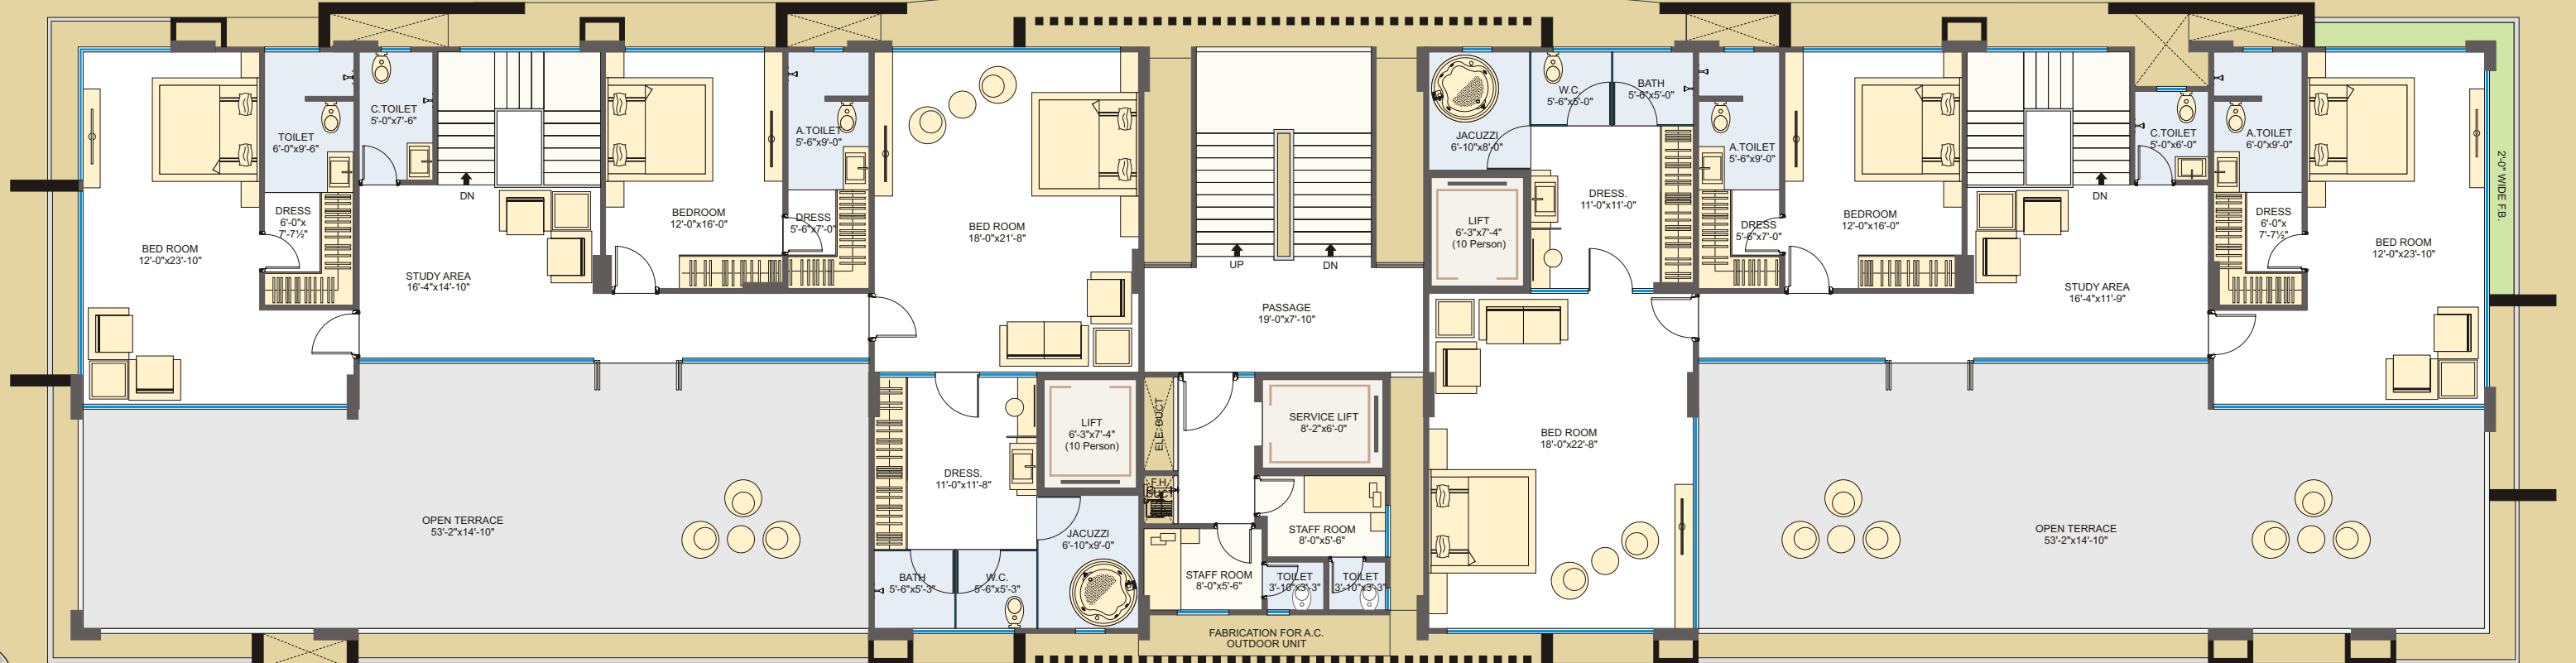 BED ROOM
12'-0"x23'-10"
TOILET
6'-0"x9'-6"
DRESS
6'-0"x
7'-7½"
C.TOILET
5'-0"x7'-6"
DN
STUDY AREA
16'-4"x14'-10"
BEDROOM
12'-0"x16'-0"
A.TOILET
5'-6"x9'-0"
DRESS
5'-6"x7'-0"
BED ROOM
18'-0"x21'-8"
OPEN TERRACE
53'-2"x14'-10"
DRESS.
11'-0"x11'-8"
LIFT
6'-3"x7'-4"
(10 Person)
JACUZZI
6'-10"x9'-0"
BATH
5'-6"x5'-3"
W.C.
5'-6"x5'-3"
UP
DN
PASSAGE
19'-0"x7'-10"
ELE. DUCT
F.H.
DUCT
SERVICE LIFT
8'-2"x6'-0"
STAFF ROOM
8'-0"x5'-6"
STAFF ROOM
8'-0"x5'-6"
TOILET
3'-10"x3'-3"
TOILET
3'-10"x3'-3"
FABRICATION FOR A.C.
OUTDOOR UNIT
JACUZZI
6'-10"x8'-0"
W.C.
5'-6"x5'-0"
BATH
5'-6"x5'-0"
LIFT
6'-3"x7'-4"
(10 Person)
DRESS.
11'-0"x11'-0"
BED ROOM
18'-0"x22'-8"
A.TOILET
5'-6"x9'-0"
DRESS
5'-6"x7'-0"
BEDROOM
12'-0"x16'-0"
DN
STUDY AREA
16'-4"x11'-9"
C.TOILET
5'-0"x6'-0"
A.TOILET
6'-0"x9'-0"
DRESS
6'-0"x
7'-7½"
BED ROOM
12'-0"x23'-10"
2'-0" WIDE F.B.
OPEN TERRACE
53'-2"x14'-10"